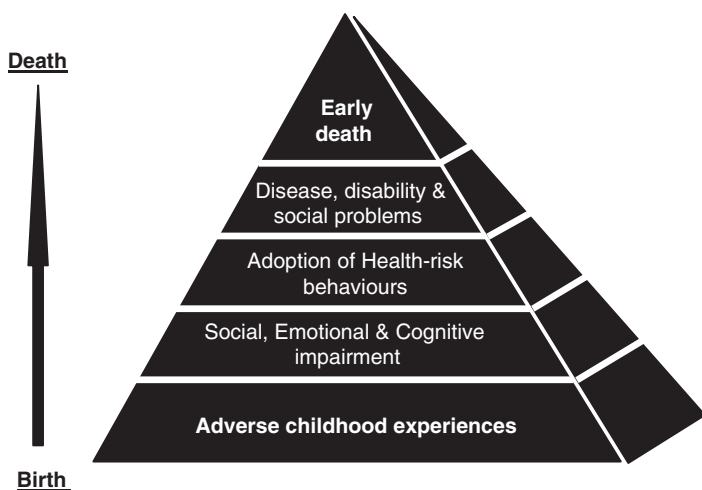 Death
Early
death
Disease, disability &
social problems
Adoption of Health-risk
behaviours
Social, Emotional & Cognitive
impairment
Adverse childhood experiences
Birth